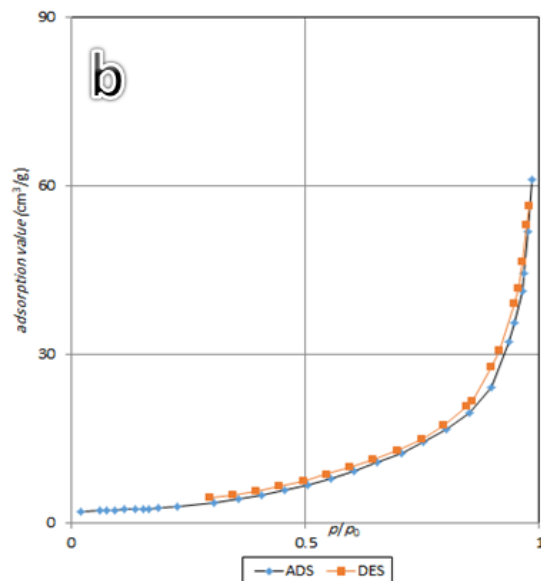 90
b
60
adsorption value (cm³/g)
30
0
0
0.5
p/p₀
1
ADS
DES